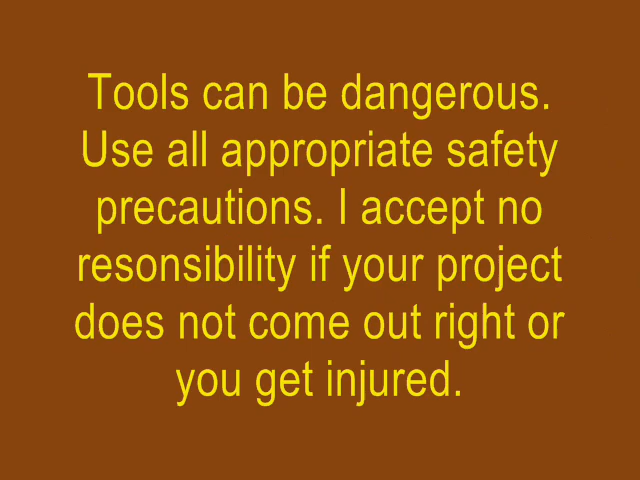 Tools can be dangerous.
Use all appropriate safety
precautions. I accept no
resonsibility if your project
does not come out right or
you get injured.